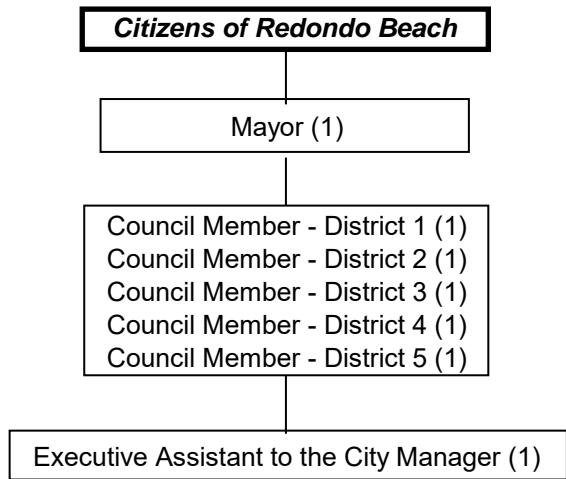 Citizens of Redondo Beach
Mayor (1)
Council Member - District 1 (1)
Council Member - District 2 (1)
Council Member - District 3 (1)
Council Member - District 4 (1)
Council Member - District 5 (1)
Executive Assistant to the City Manager (1)